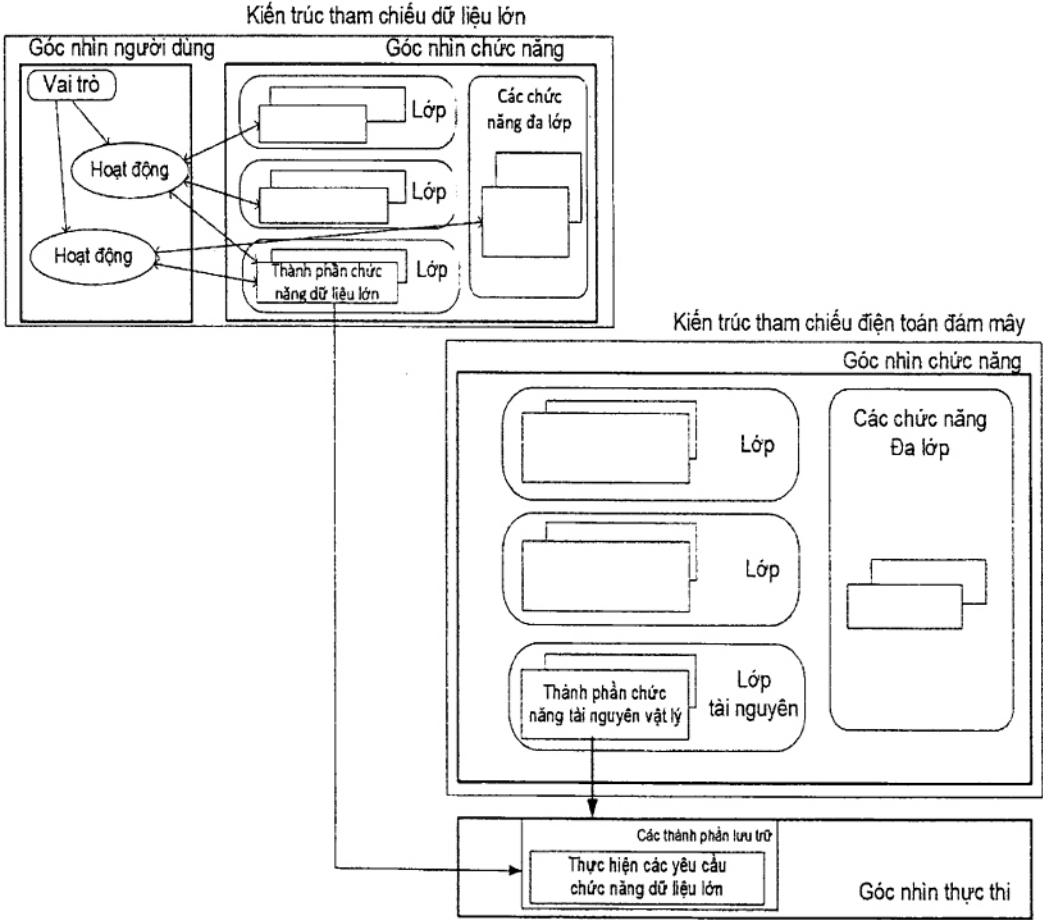 Kiến trúc tham chiếu dữ liệu lớn
Góc nhìn người dùng
Góc nhìn chức năng
Vai trò
Hoạt động
Hoạt động
Lớp
Lớp
Thành phần chức
năng dữ liệu lớn
Lớp
Các chức
năng đa lớp
Kiến trúc tham chiếu điện toán đám mây
Góc nhìn chức năng
Lớp
Lớp
Thành phần chức
năng tài nguyên vật lý
Lớp
tài nguyên
Các chức năng
Đa lớp
Các thành phần lưu trữ
Thực hiện các yêu cầu
chức năng dữ liệu lớn
Góc nhìn thực thi